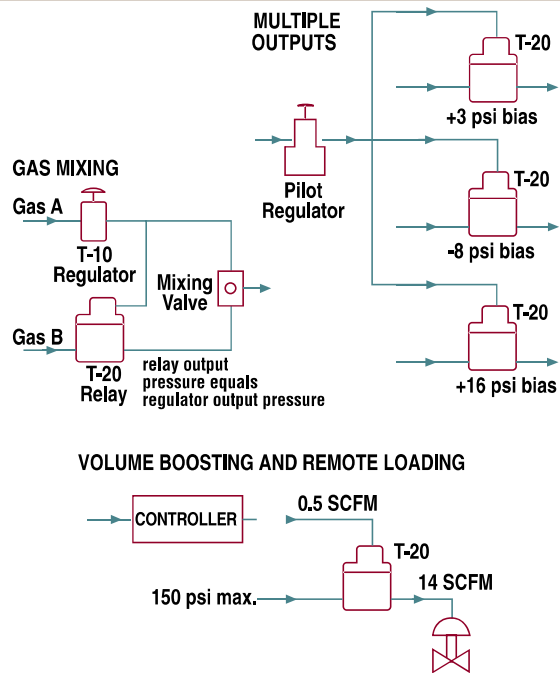 MULTIPLE
OUTPUTS
T-20
+3 psi bias
Pilot
Regulator
T-20
-8 psi bias
T-20
+16 psi bias
GAS MIXING
Gas A
T-10
Regulator
Mixing
Valve
Gas B
T-20
Relay
relay output
pressure equals
regulator output pressure
VOLUME BOOSTING AND REMOTE LOADING
CONTROLLER
0.5 SCFM
T-20
150 psi max.
14 SCFM